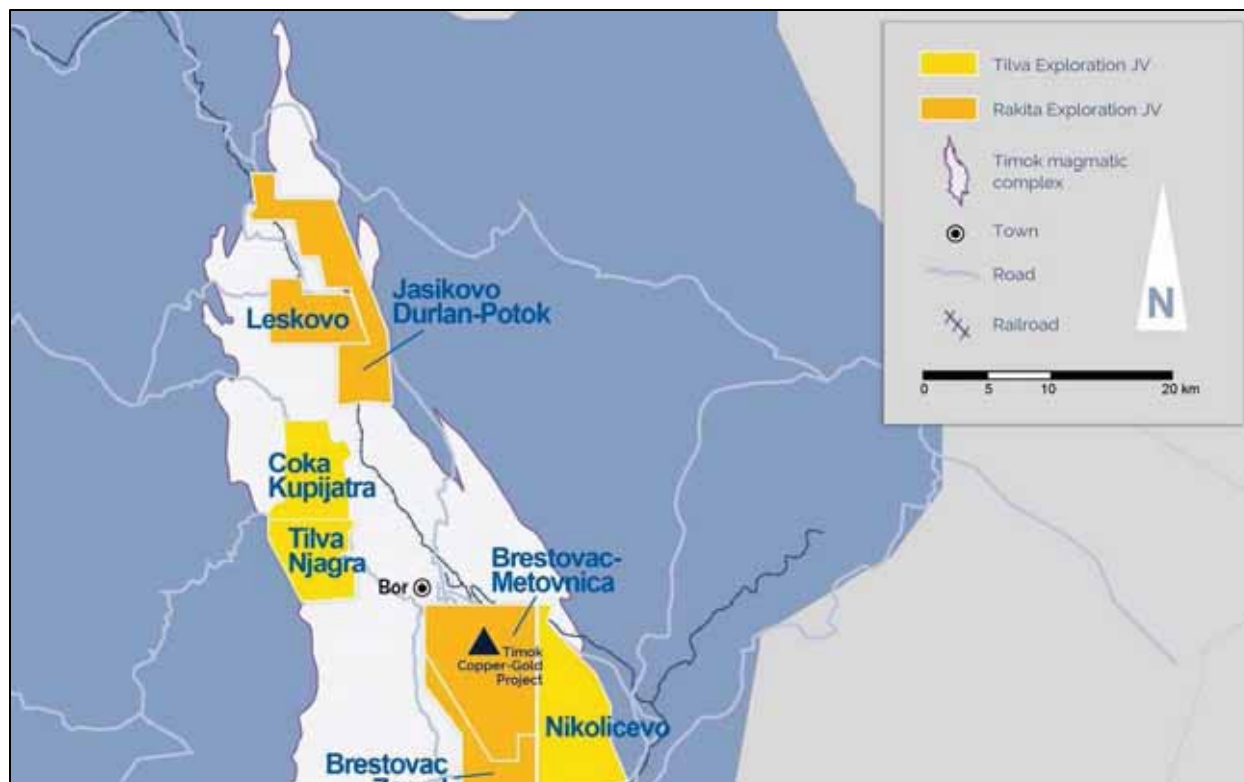 Tilva Exploration JV
Rakita Exploration JV
Timok magmatic
complex
Town
Road
Railroad
N
0 5 10 20 km
Jasikovo
Durlan-Potok
Leskovo
Coka
Kupijatra
Tilva
Njagra
Bor
Brestovac-
Metovnica
Timok
Copper-Gold
Project
Nikolicevo
Brestovac